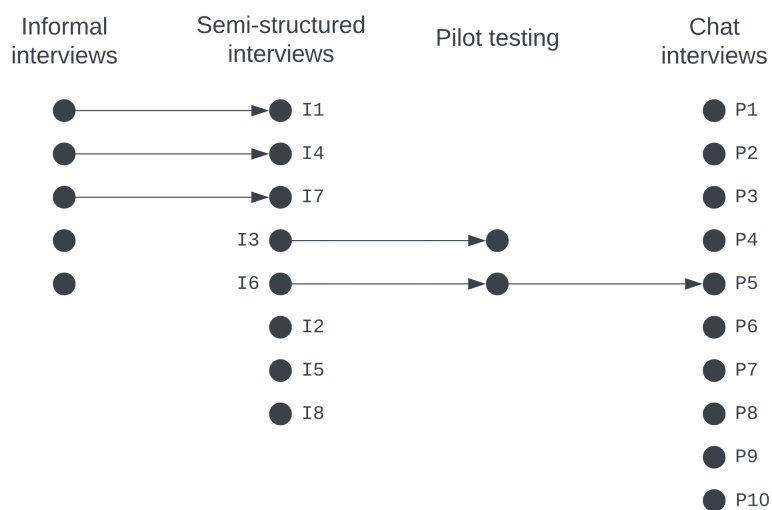 Informal
interviews
Semi-structured
interviews
Pilot testing
Chat
interviews
I1
P1
I4
P2
I7
P3
I3
P4
I6
P5
I2
P6
I5
P7
I8
P8
P9
P10